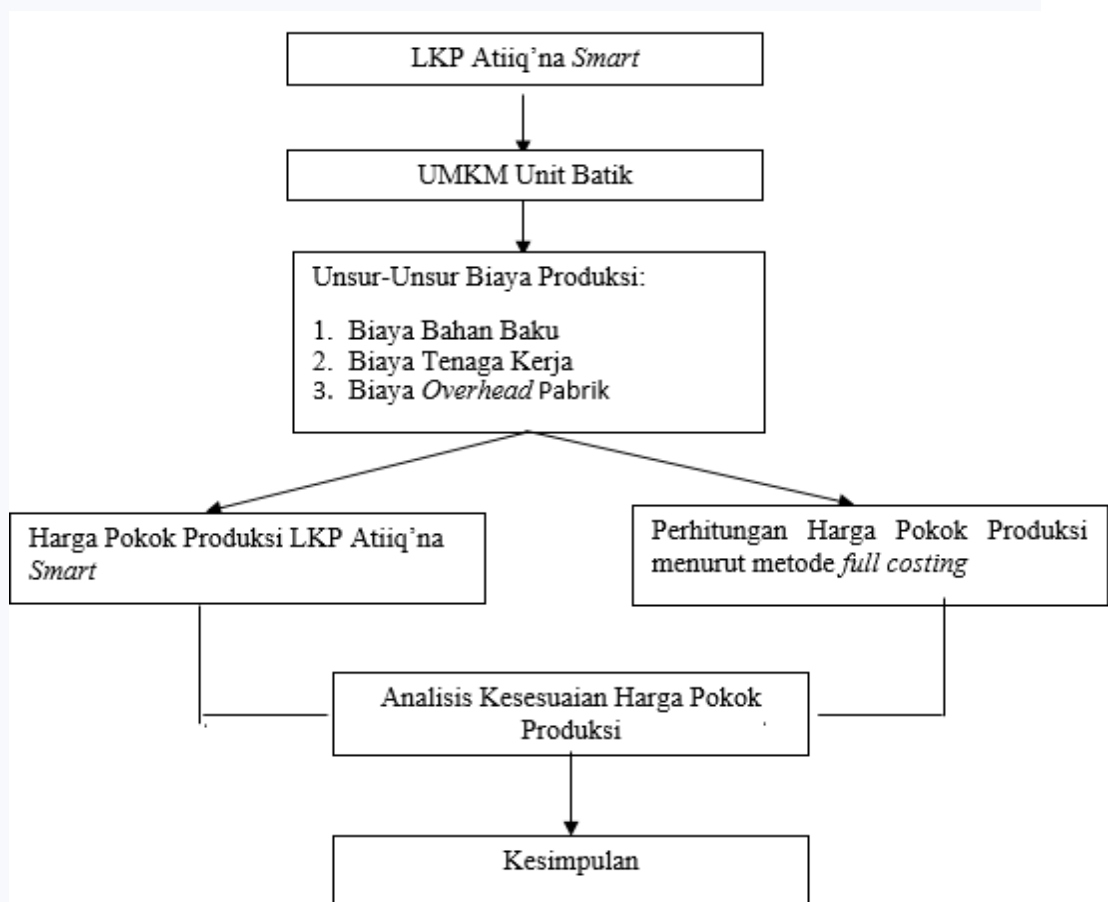 LKP Atiiq’na Smart
UMKM Unit Batik
Unsur-Unsur Biaya Produksi:
1. Biaya Bahan Baku
2. Biaya Tenaga Kerja
3. Biaya Overhead Pabrik
Harga Pokok Produksi LKP Atiiq’na
Smart
Perhitungan Harga Pokok Produksi
menurut metode full costing
Analisis Kesesuaian Harga Pokok
Produksi
Kesimpulan